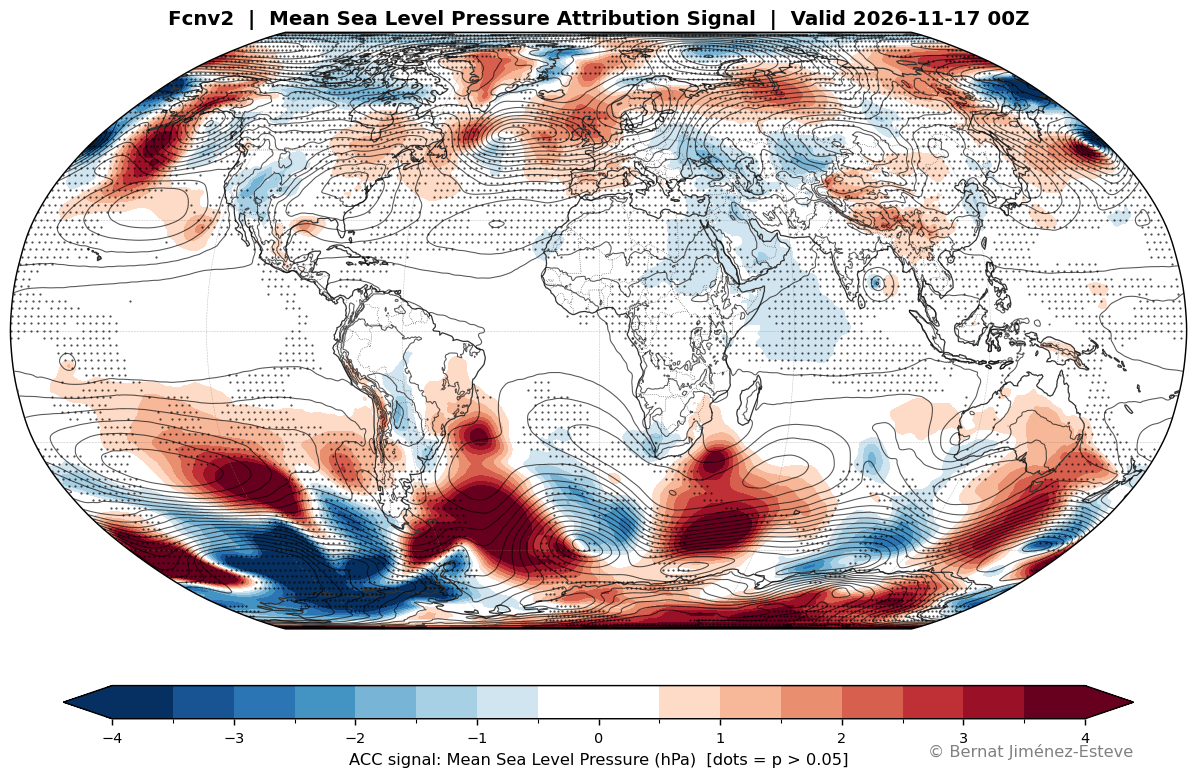 Fcnv2 | Mean Sea Level Pressure Attribution Signal | Valid 2026-11-17 00Z
−4 −3 −2 −1 0 1 2 3 4
© Bernat Jiménez-Esteve
ACC signal: Mean Sea Level Pressure (hPa) [dots = p > 0.05]